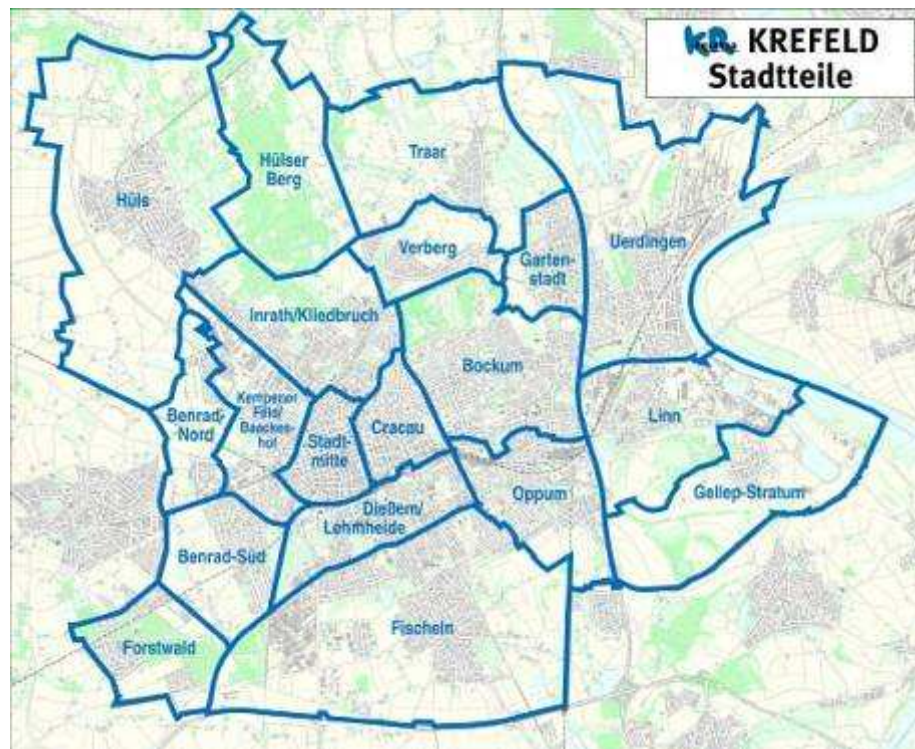 KREFELD
Stadtteile
Hülser
Berg
Traar
Hüls
Verberg
Garten-
stadt
Uerdingen
Inrath/Kliedbruch
Bockum
Kempener
Feld/
Baackes-
hof
Benrad-
Nord
Stadt-
mitte
Cracau
Linn
Oppum
Gellep-Stratum
Dießem/
Lehmheide
Benrad-Süd
Fischeln
Forstwald